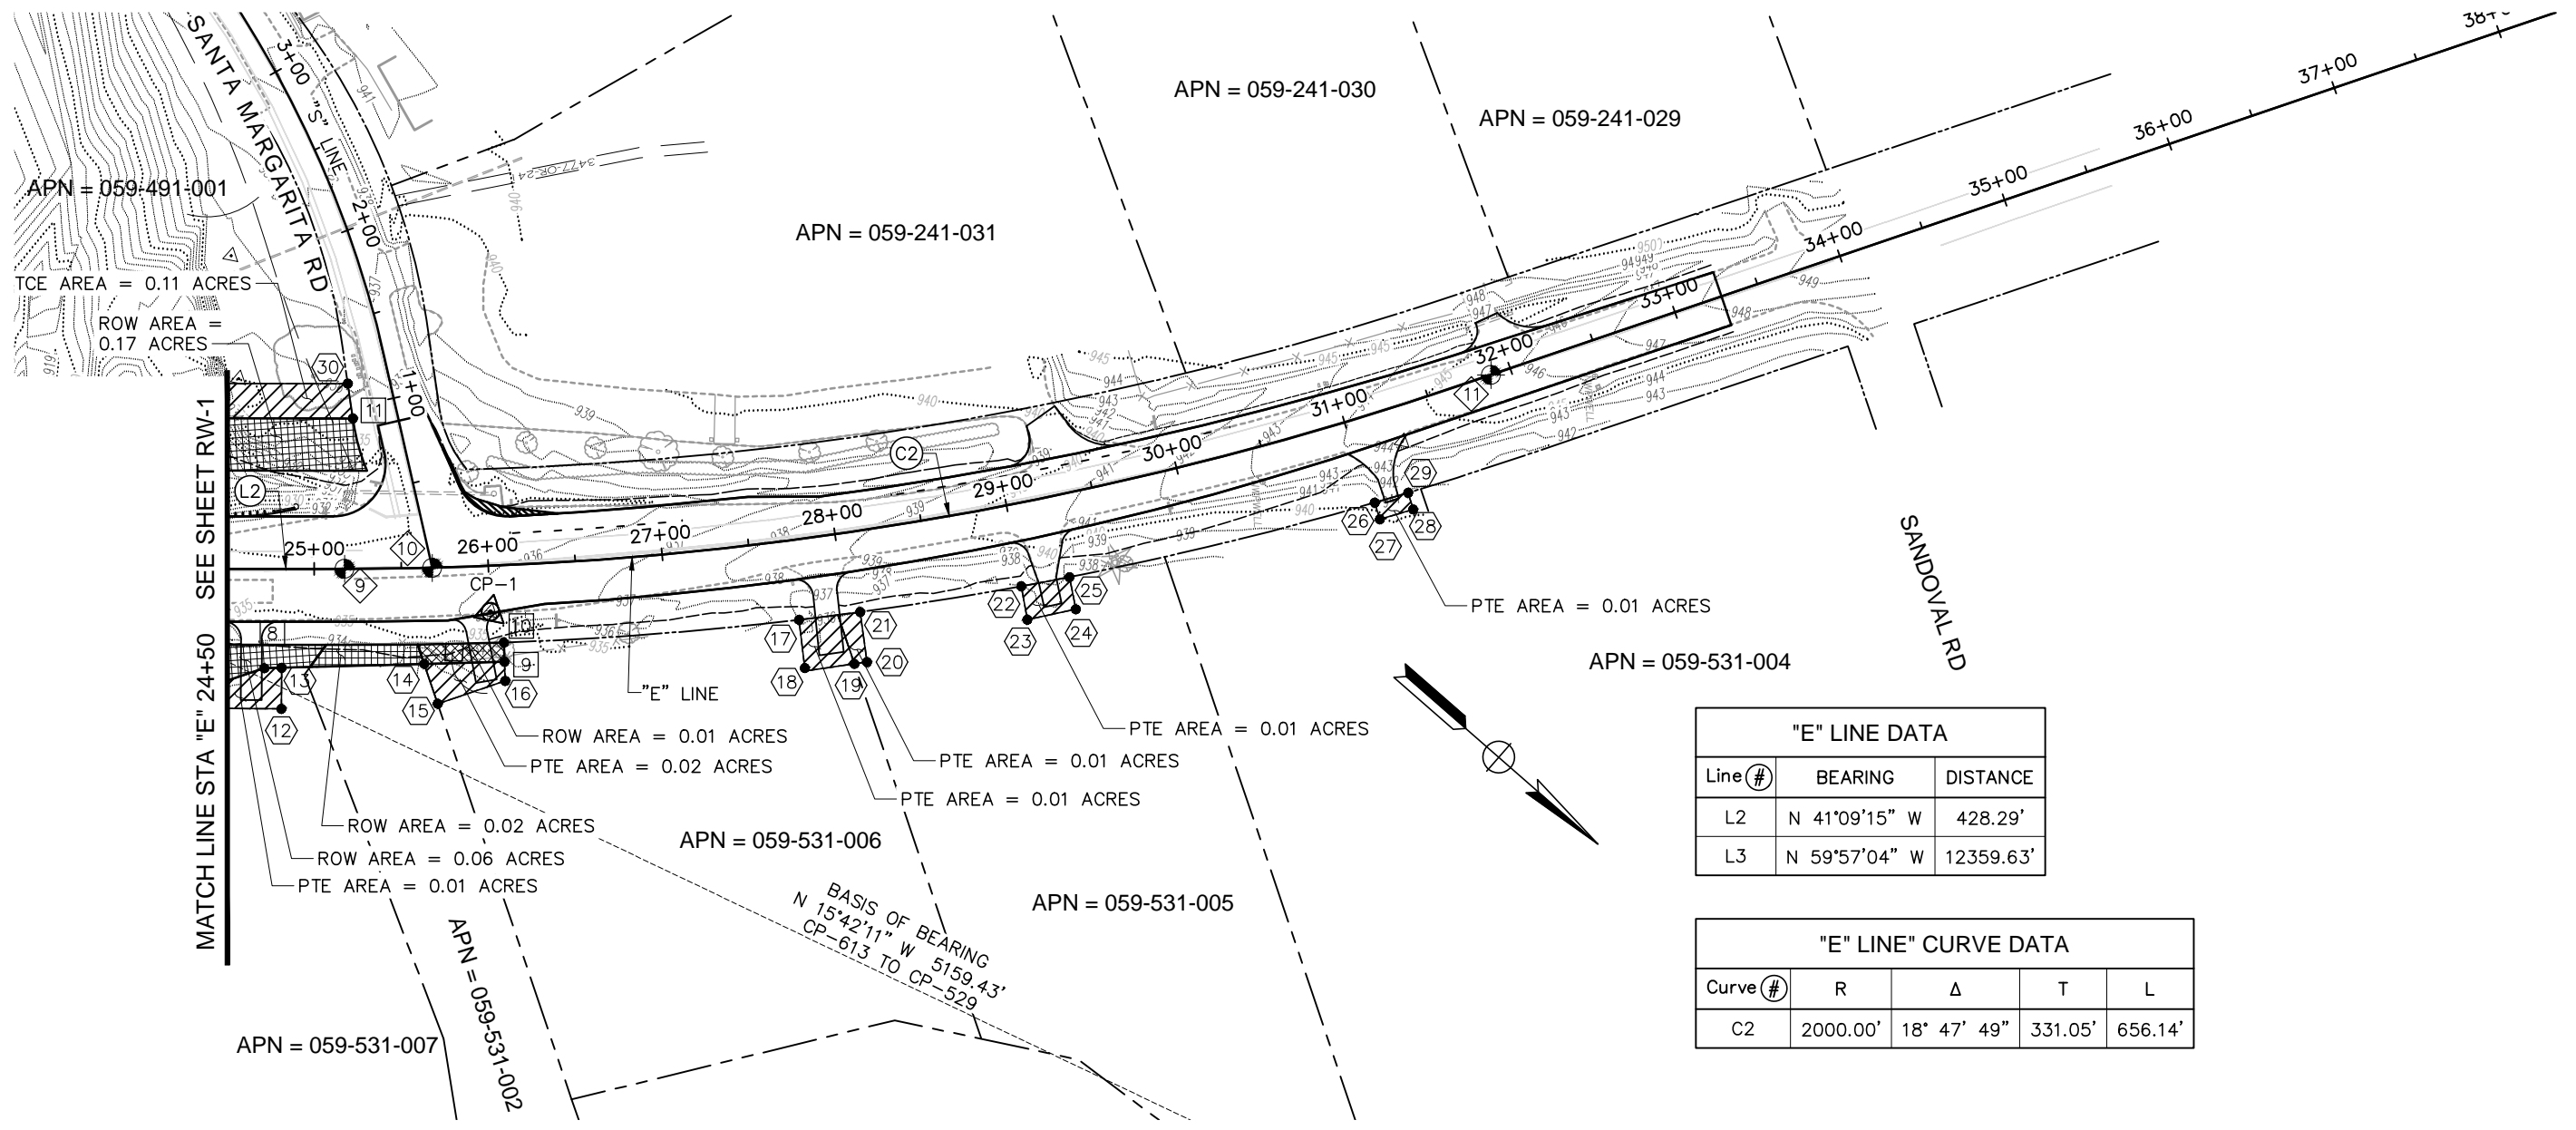 SANTA MARGARITA RD
3+00
"S" LINE
2+00
1+00
941
937
940
940
3477-OR-24
APN = 059-491-001
APN = 059-241-031
APN = 059-241-030
APN = 059-241-029
38+0
37+00
36+00
35+00
34+00
33+00
32+00
31+00
30+00
29+00
28+00
27+00
26+00
25+00
TCE AREA = 0.11 ACRES
ROW AREA =
0.17 ACRES
30
11
L2
C2
10
9
CP-1
11
10
9
8
12
13
14
15
16
17
18
19
20
21
22
23
24
25
26
27
28
29
MATCH LINE STA "E" 24+50    SEE SHEET RW-1
"E" LINE
ROW AREA = 0.01 ACRES
PTE AREA = 0.02 ACRES
PTE AREA = 0.01 ACRES
PTE AREA = 0.01 ACRES
PTE AREA = 0.01 ACRES
PTE AREA = 0.01 ACRES
ROW AREA = 0.02 ACRES
ROW AREA = 0.06 ACRES
PTE AREA = 0.01 ACRES
SANDOVAL RD
APN = 059-531-004
APN = 059-531-006
APN = 059-531-005
APN = 059-531-007
APN = 059-531-002
BASIS OF BEARING
N 15°42'11" W  5159.43'
CP-613 TO CP-529
"E" LINE DATA
Line # BEARING DISTANCE
L2 N 41°09'15" W 428.29'
L3 N 59°57'04" W 12359.63'
"E" LINE" CURVE DATA
Curve # R Δ T L
C2 2000.00' 18° 47' 49" 331.05' 656.14'